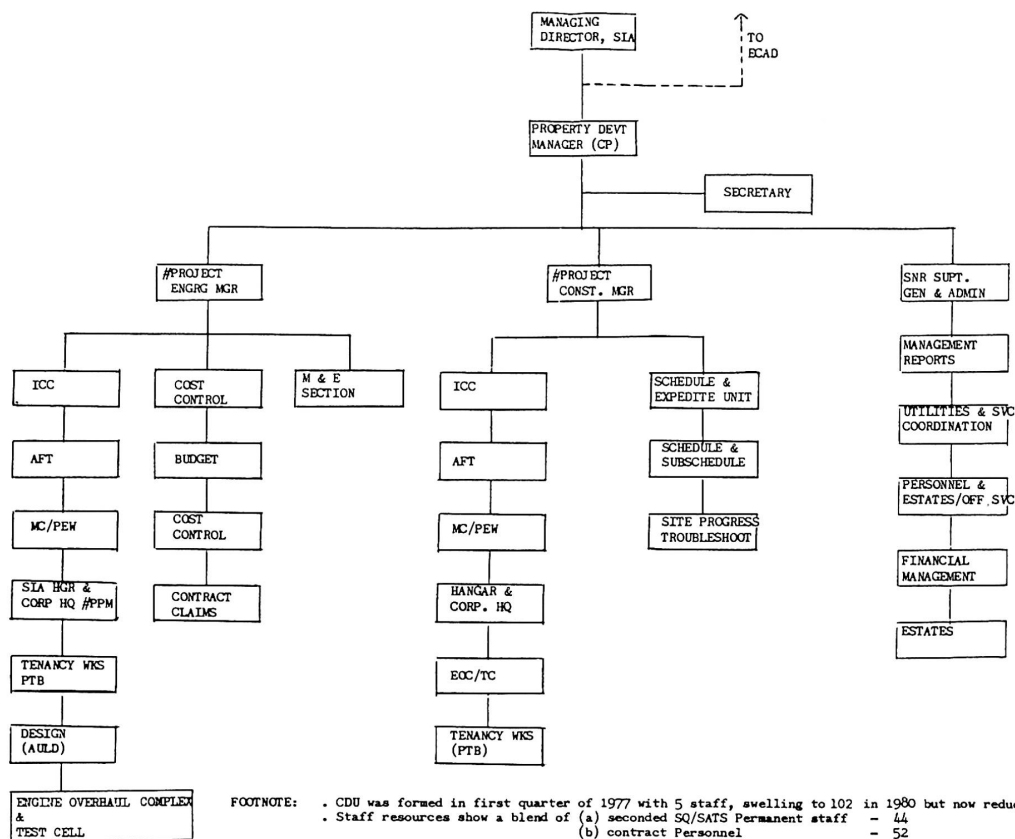 MANAGING
DIRECTOR, SIA
TO
ECAD
PROPERTY DEVT
MANAGER (CP)
SECRETARY
#PROJECT
ENGRG MGR
#PROJECT
CONST. MGR
SNR SUPT.
GEN & ADMIN
ICC
AFT
MC/PEW
SIA HGR &
CORP HQ #PPM
TENANCY WKS
PTB
DESIGN
(AULD)
ENGINE OVERHAUL COMPLEX
&
TEST CELL
COST
CONTROL
BUDGET
COST
CONTROL
CONTRACT
CLAIMS
M & E
SECTION
ICC
AFT
MC/PEW
HANGAR &
CORP. HQ
EOC/TC
TENANCY WKS
(PTB)
SCHEDULE &
EXPEDITE UNIT
SCHEDULE &
SUBSCHEDULE
SITE PROGRESS
TROUBLESHOOT
MANAGEMENT
REPORTS
UTILITIES & SVC
COORDINATION
PERSONNEL &
ESTATES/OFF.SVC
FINANCIAL
MANAGEMENT
ESTATES
FOOTNOTE: . CDU was formed in first quarter of 1977 with 5 staff, swelling to 102 in 1980 but now redu
. Staff resources show a blend of (a) seconded SQ/SATS Permanent staff - 44
(b) contract Personnel - 52